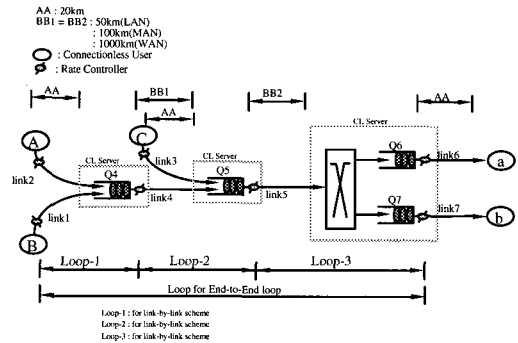 AA : 20km
BB1 = BB2 : 50km(LAN)
: 100km(MAN)
: 1000km(WAN)
: Connectionless User
: Rate Controller
AA
BB1
AA
BB2
AA
A
C
B
link2
link1
link3
CL Server
Q4
link4
CL Server
Q5
link5
CL Server
Q6
link6
a
Q7
link7
b
Loop-1
Loop-2
Loop-3
Loop for End-to-End loop
Loop-1 : for link-by-link scheme
Loop-2 : for link-by-link scheme
Loop-3 : for link-by-link scheme